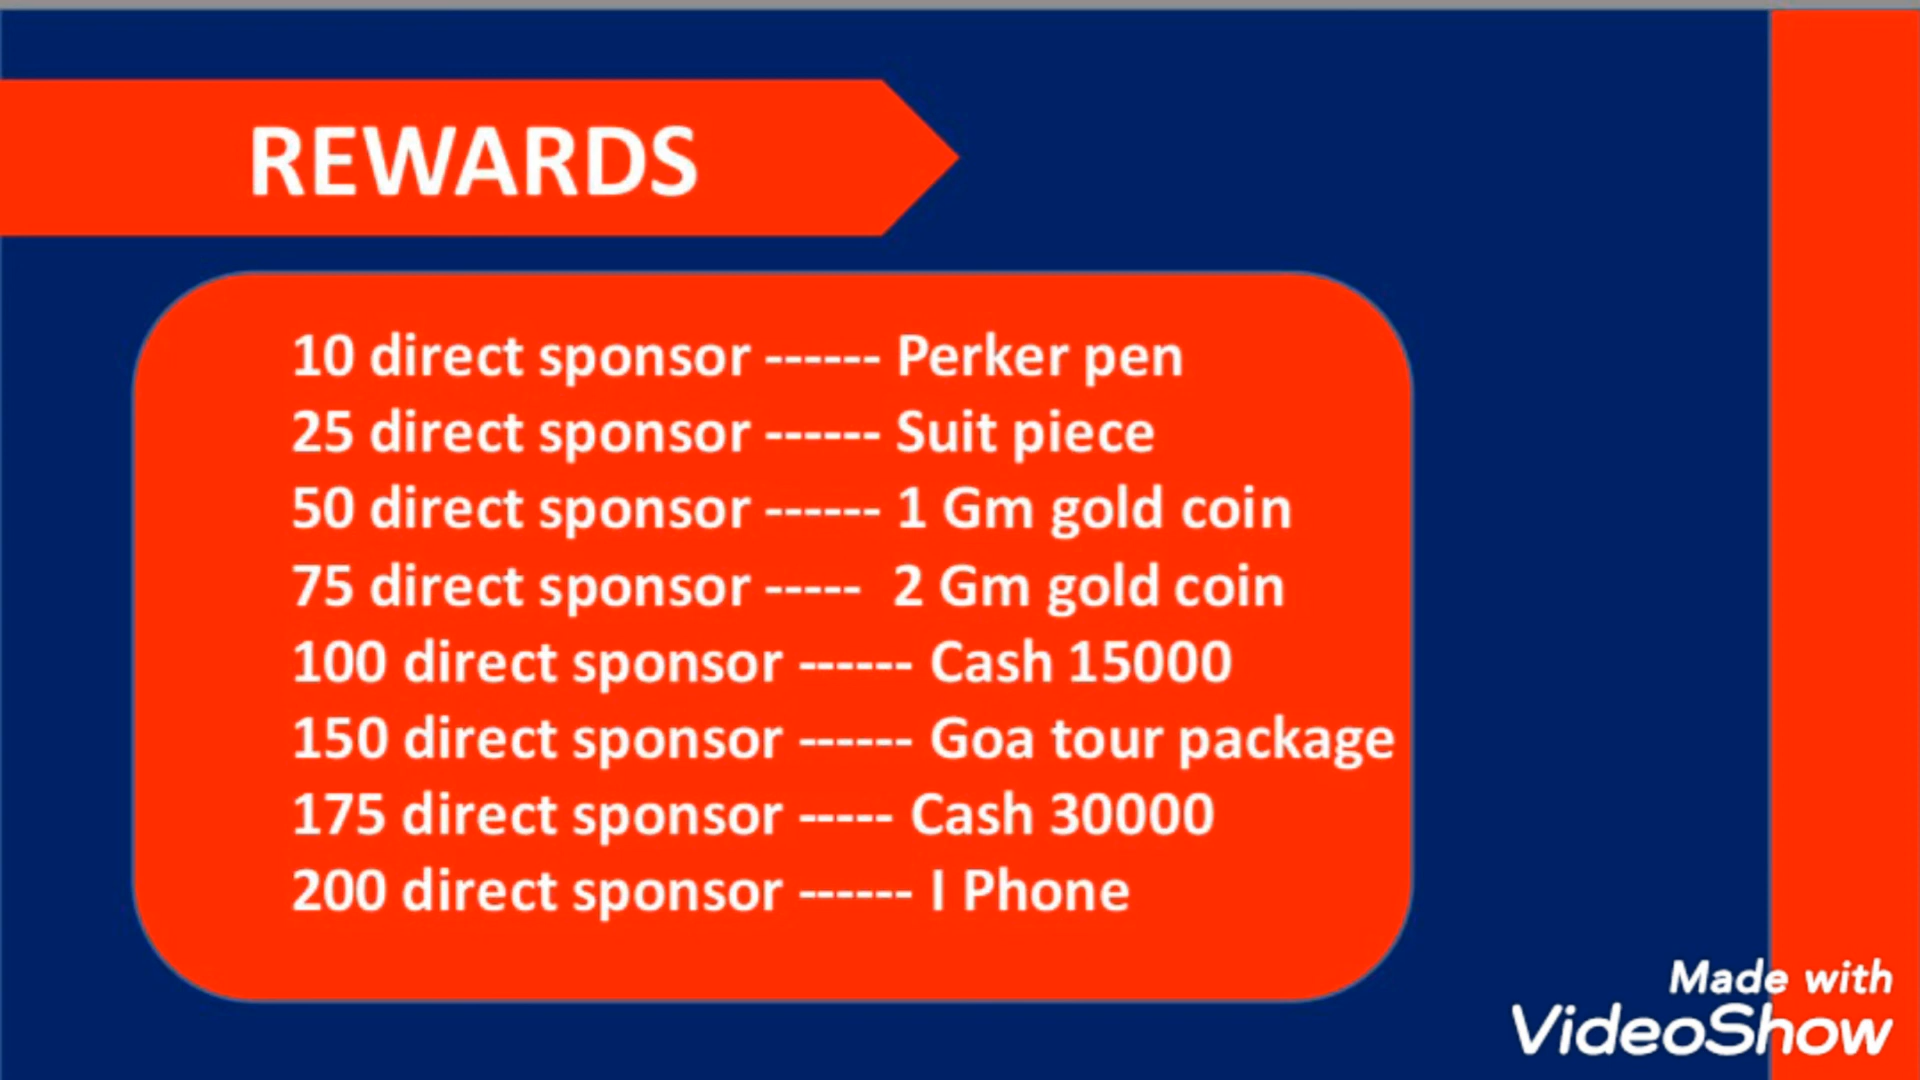 REWARDS
10 direct sponsor ------ Perker pen
25 direct sponsor ------ Suit piece
50 direct sponsor ------ 1 Gm gold coin
75 direct sponsor -----  2 Gm gold coin
100 direct sponsor ------ Cash 15000
150 direct sponsor ------ Goa tour package
175 direct sponsor ----- Cash 30000
200 direct sponsor ------ I Phone
Made with
VideoShow